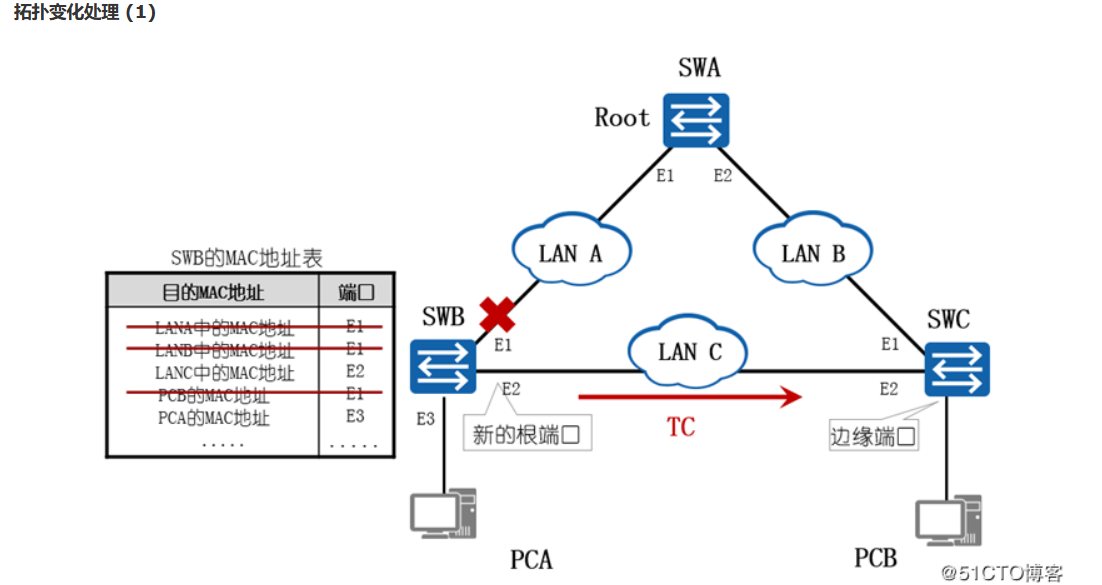 拓扑变化处理 (1)
SWA
Root
E1
E2
LAN A
LAN B
SWB的MAC地址表
目的MAC地址 端口
LANA中的MAC地址 E1
LANB中的MAC地址 E1
LANC中的MAC地址 E2
PCB的MAC地址 E1
PCA的MAC地址 E3
..... .....
SWB
E1
E2
E3
新的根端口
LAN C
TC
SWC
E1
E2
边缘端口
PCA
PCB
@51CTO博客